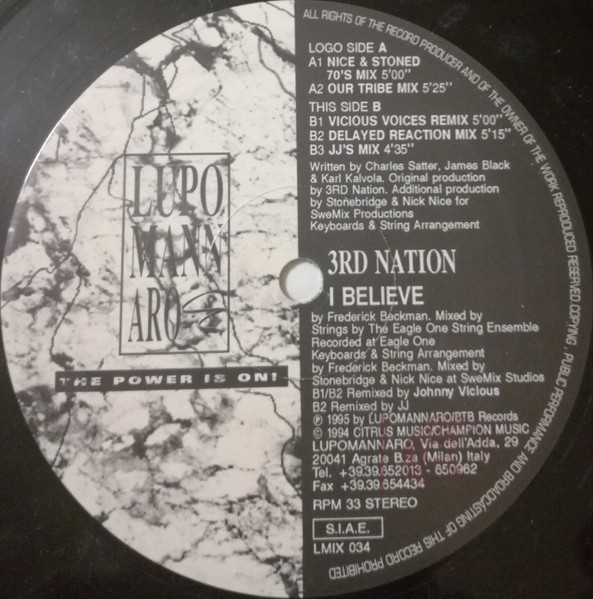 ALL RIGHTS OF THE RECORD PRODUCER AND OF THE OWNER OF THE WORK REPRODUCED RESERVED. COPYING, PUBLIC PERFORMANCE AND BROADCASTING OF THIS RECORD PROHIBITED
LUPO
MANN
ARO
THE POWER IS ON!
LOGO SIDE A
A1 NICE & STONED
70'S MIX 5'00''
A2 OUR TRIBE MIX 5'25''
THIS SIDE B
B1 VICIOUS VOICES REMIX 5'00''
B2 DELAYED REACTION MIX 5'15''
B3 JJ'S MIX 4'35''
Written by Charles Satter, James Black
& Karl Kalvola. Original production
by 3RD Nation. Additional production
by Stonebridge & Nick Nice for
SweMix Productions
Keyboards & String Arrangement
3RD NATION
I BELIEVE
by Frederick Beckman. Mixed by
Strings by The Eagle One String Ensemble
Recorded at Eagle One
Keyboards & String Arrangement
by Frederick Beckman. Mixed by
Stonebridge & Nick Nice at SweMix Studios
B1/B2 Remixed by Johnny Vicious
B2 Remixed by JJ
℗ 1995 by LUPOMANNARO/BTB Records
© 1994 CITRUS MUSIC/CHAMPION MUSIC
LUPOMANNARO, Via dell'Adda, 29
20041 Agrate B.za (Milan) Italy
Tel. +39.39.652013 - 650962
Fax +39.39.654434
RPM 33 STEREO
S.I.A.E.
LMIX 034